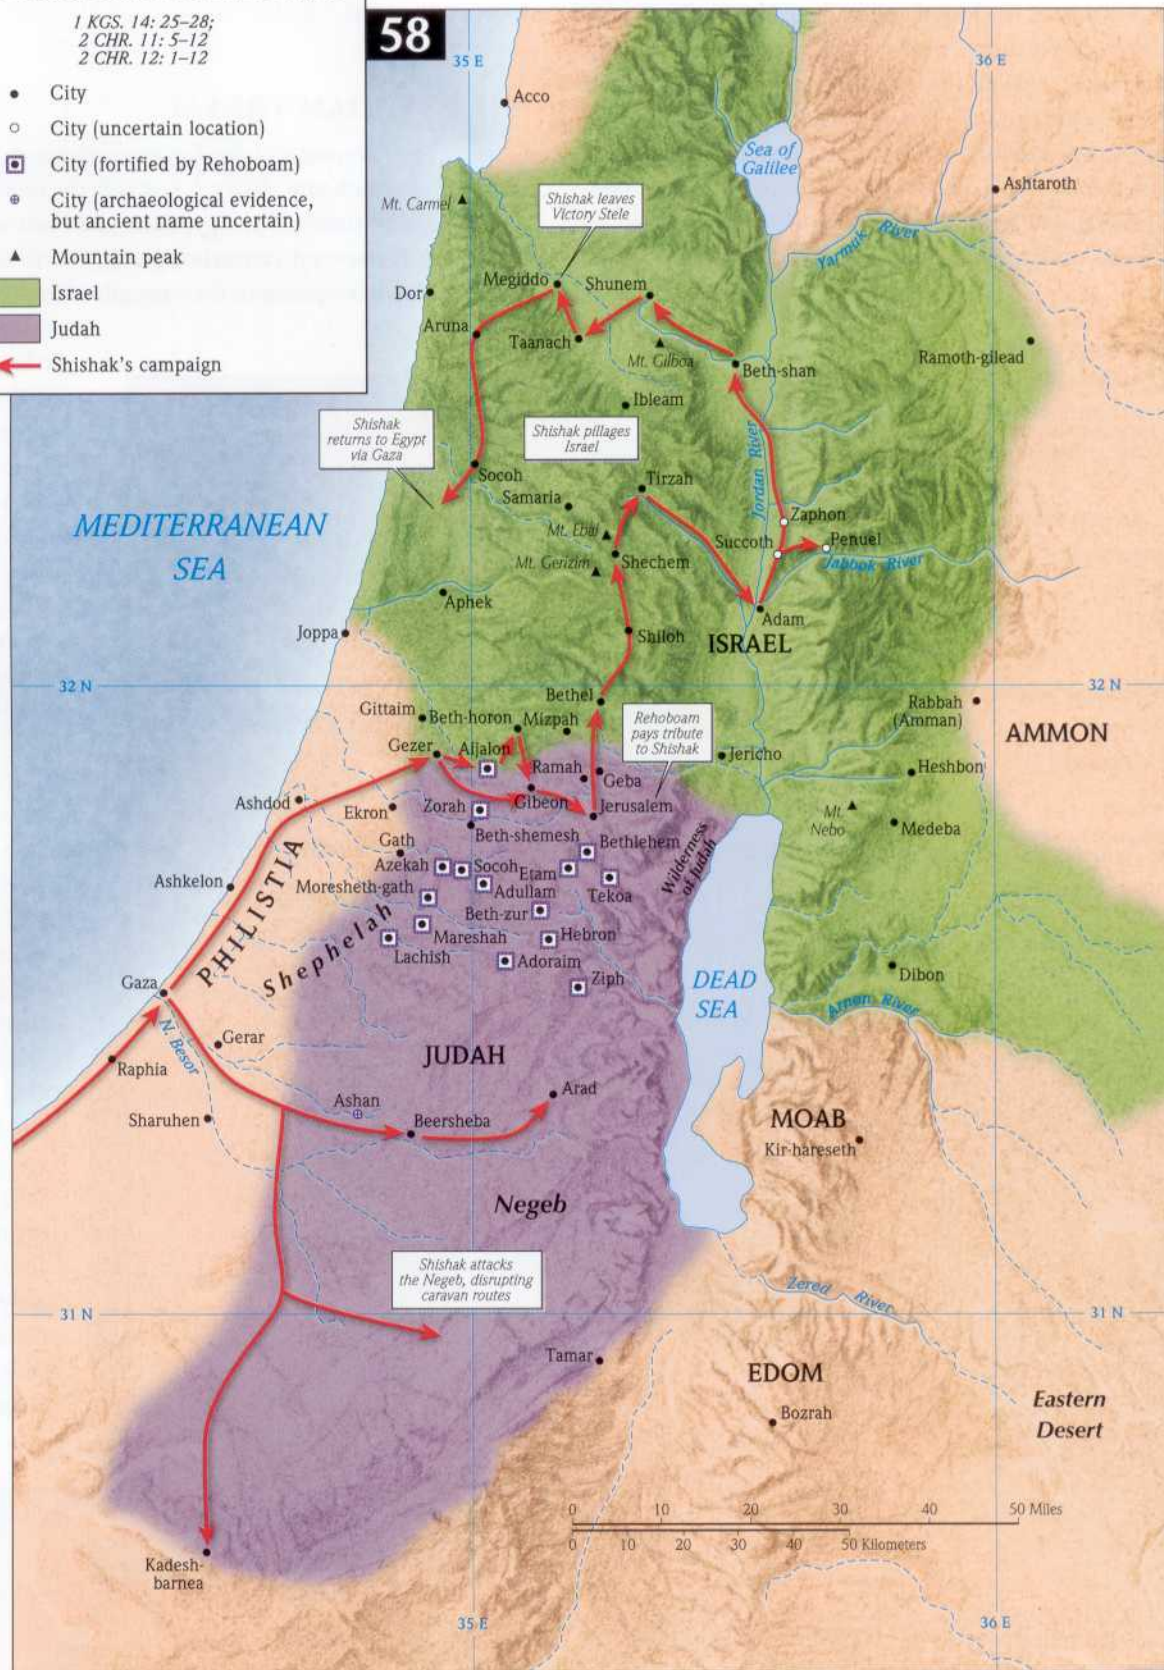 1 KGS. 14: 25–28;
2 CHR. 11: 5–12
2 CHR. 12: 1–12
City
City (uncertain location)
City (fortified by Rehoboam)
City (archaeological evidence,
but ancient name uncertain)
Mountain peak
Israel
Judah
Shishak's campaign
58
35 E
36 E
Acco
Sea of
Galilee
Ashtaroth
Mt. Carmel
Shishak leaves
Victory Stele
Yarmuk River
Megiddo
Shunem
Dor
Aruna
Taanach
Mt. Gilboa
Beth-shan
Ramoth-gilead
Ibleam
Shishak
returns to Egypt
via Gaza
Shishak pillages
Israel
Jordan River
Socoh
Tirzah
Samaria
MEDITERRANEAN
SEA
Zaphon
Mt. Ebal
Succoth
Penuel
Mt. Gerizim
Shechem
Jabbok River
Aphek
Adam
Joppa
Shiloh
ISRAEL
32 N
32 N
Bethel
Gittaim
Beth-horon
Mizpah
Rehoboam
pays tribute
to Shishak
Rabbah
(Amman)
AMMON
Gezer
Aijalon
Jericho
Ramah
Geba
Heshbon
Ashdod
Ekron
Zorah
Gibeon
Jerusalem
Mt.
Nebo
Medeba
Beth-shemesh
Bethlehem
Gath
Wilderness
of Judah
Azekah
Socoh
Etam
Ashkelon
PHILISTIA
Moresheth-gath
Adullam
Tekoa
Beth-zur
Shephelah
Mareshah
Hebron
Lachish
Adoraim
Ziph
Dibon
DEAD
SEA
Gaza
Arnon River
N. Besor
Gerar
JUDAH
Raphia
Arad
Ashan
Sharuhen
Beersheba
MOAB
Kir-hareseth
Negeb
Shishak attacks
the Negeb, disrupting
caravan routes
Zered River
31 N
31 N
Tamar
EDOM
Eastern
Desert
Bozrah
0 10 20 30 40 50 Miles
0 10 20 30 40 50 Kilometers
Kadesh-
barnea
35 E
36 E